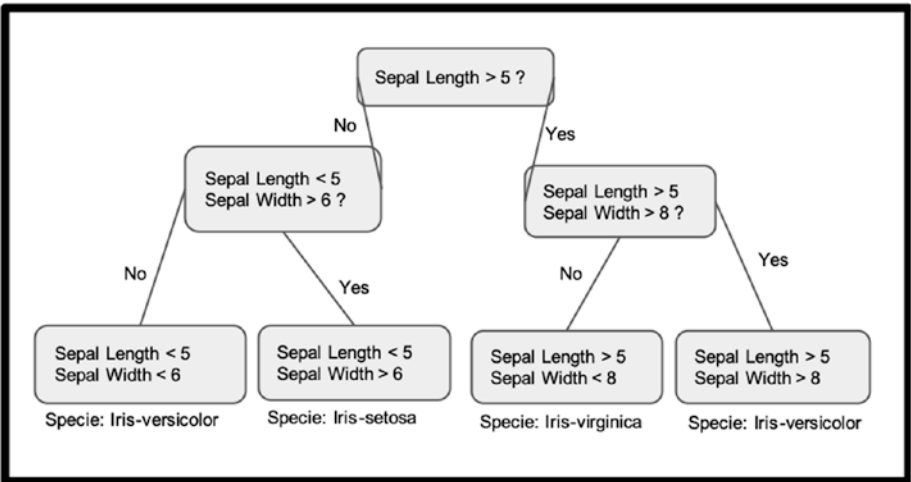 Sepal Length > 5 ?
No
Yes
Sepal Length < 5
Sepal Width > 6 ?
Sepal Length > 5
Sepal Width > 8 ?
No
Yes
No
Yes
Sepal Length < 5
Sepal Width < 6
Sepal Length < 5
Sepal Width > 6
Sepal Length > 5
Sepal Width < 8
Sepal Length > 5
Sepal Width > 8
Specie: Iris-versicolor
Specie: Iris-setosa
Specie: Iris-virginica
Specie: Iris-versicolor